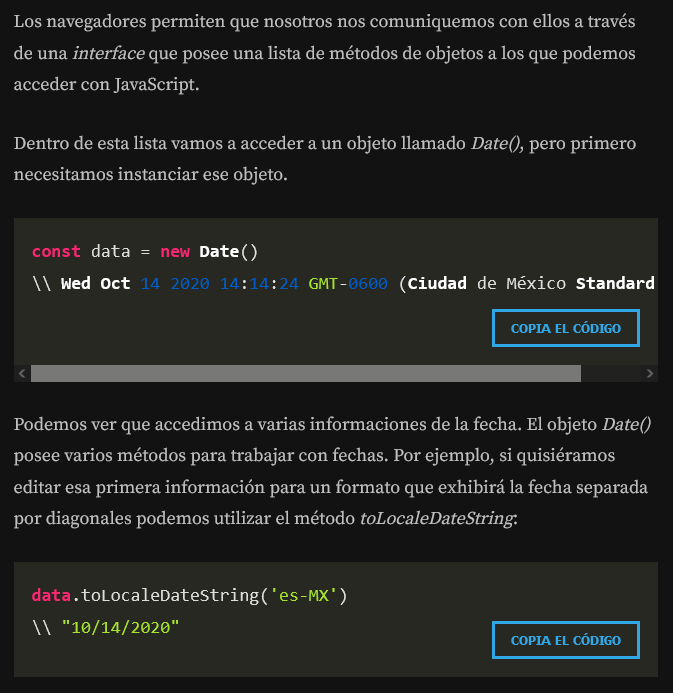 Los navegadores permiten que nosotros nos comuniquemos con ellos a través
de una interface que posee una lista de métodos de objetos a los que podemos
acceder con JavaScript.
Dentro de esta lista vamos a acceder a un objeto llamado Date(), pero primero
necesitamos instanciar ese objeto.
const data = new Date()
\\ Wed Oct 14 2020 14:14:24 GMT-0600 (Ciudad de México Standard
COPIA EL CÓDIGO
Podemos ver que accedimos a varias informaciones de la fecha. El objeto Date()
posee varios métodos para trabajar con fechas. Por ejemplo, si quisiéramos
editar esa primera información para un formato que exhibirá la fecha separada
por diagonales podemos utilizar el método toLocaleDateString:
data.toLocaleDateString('es-MX')
\\ "10/14/2020"
COPIA EL CÓDIGO